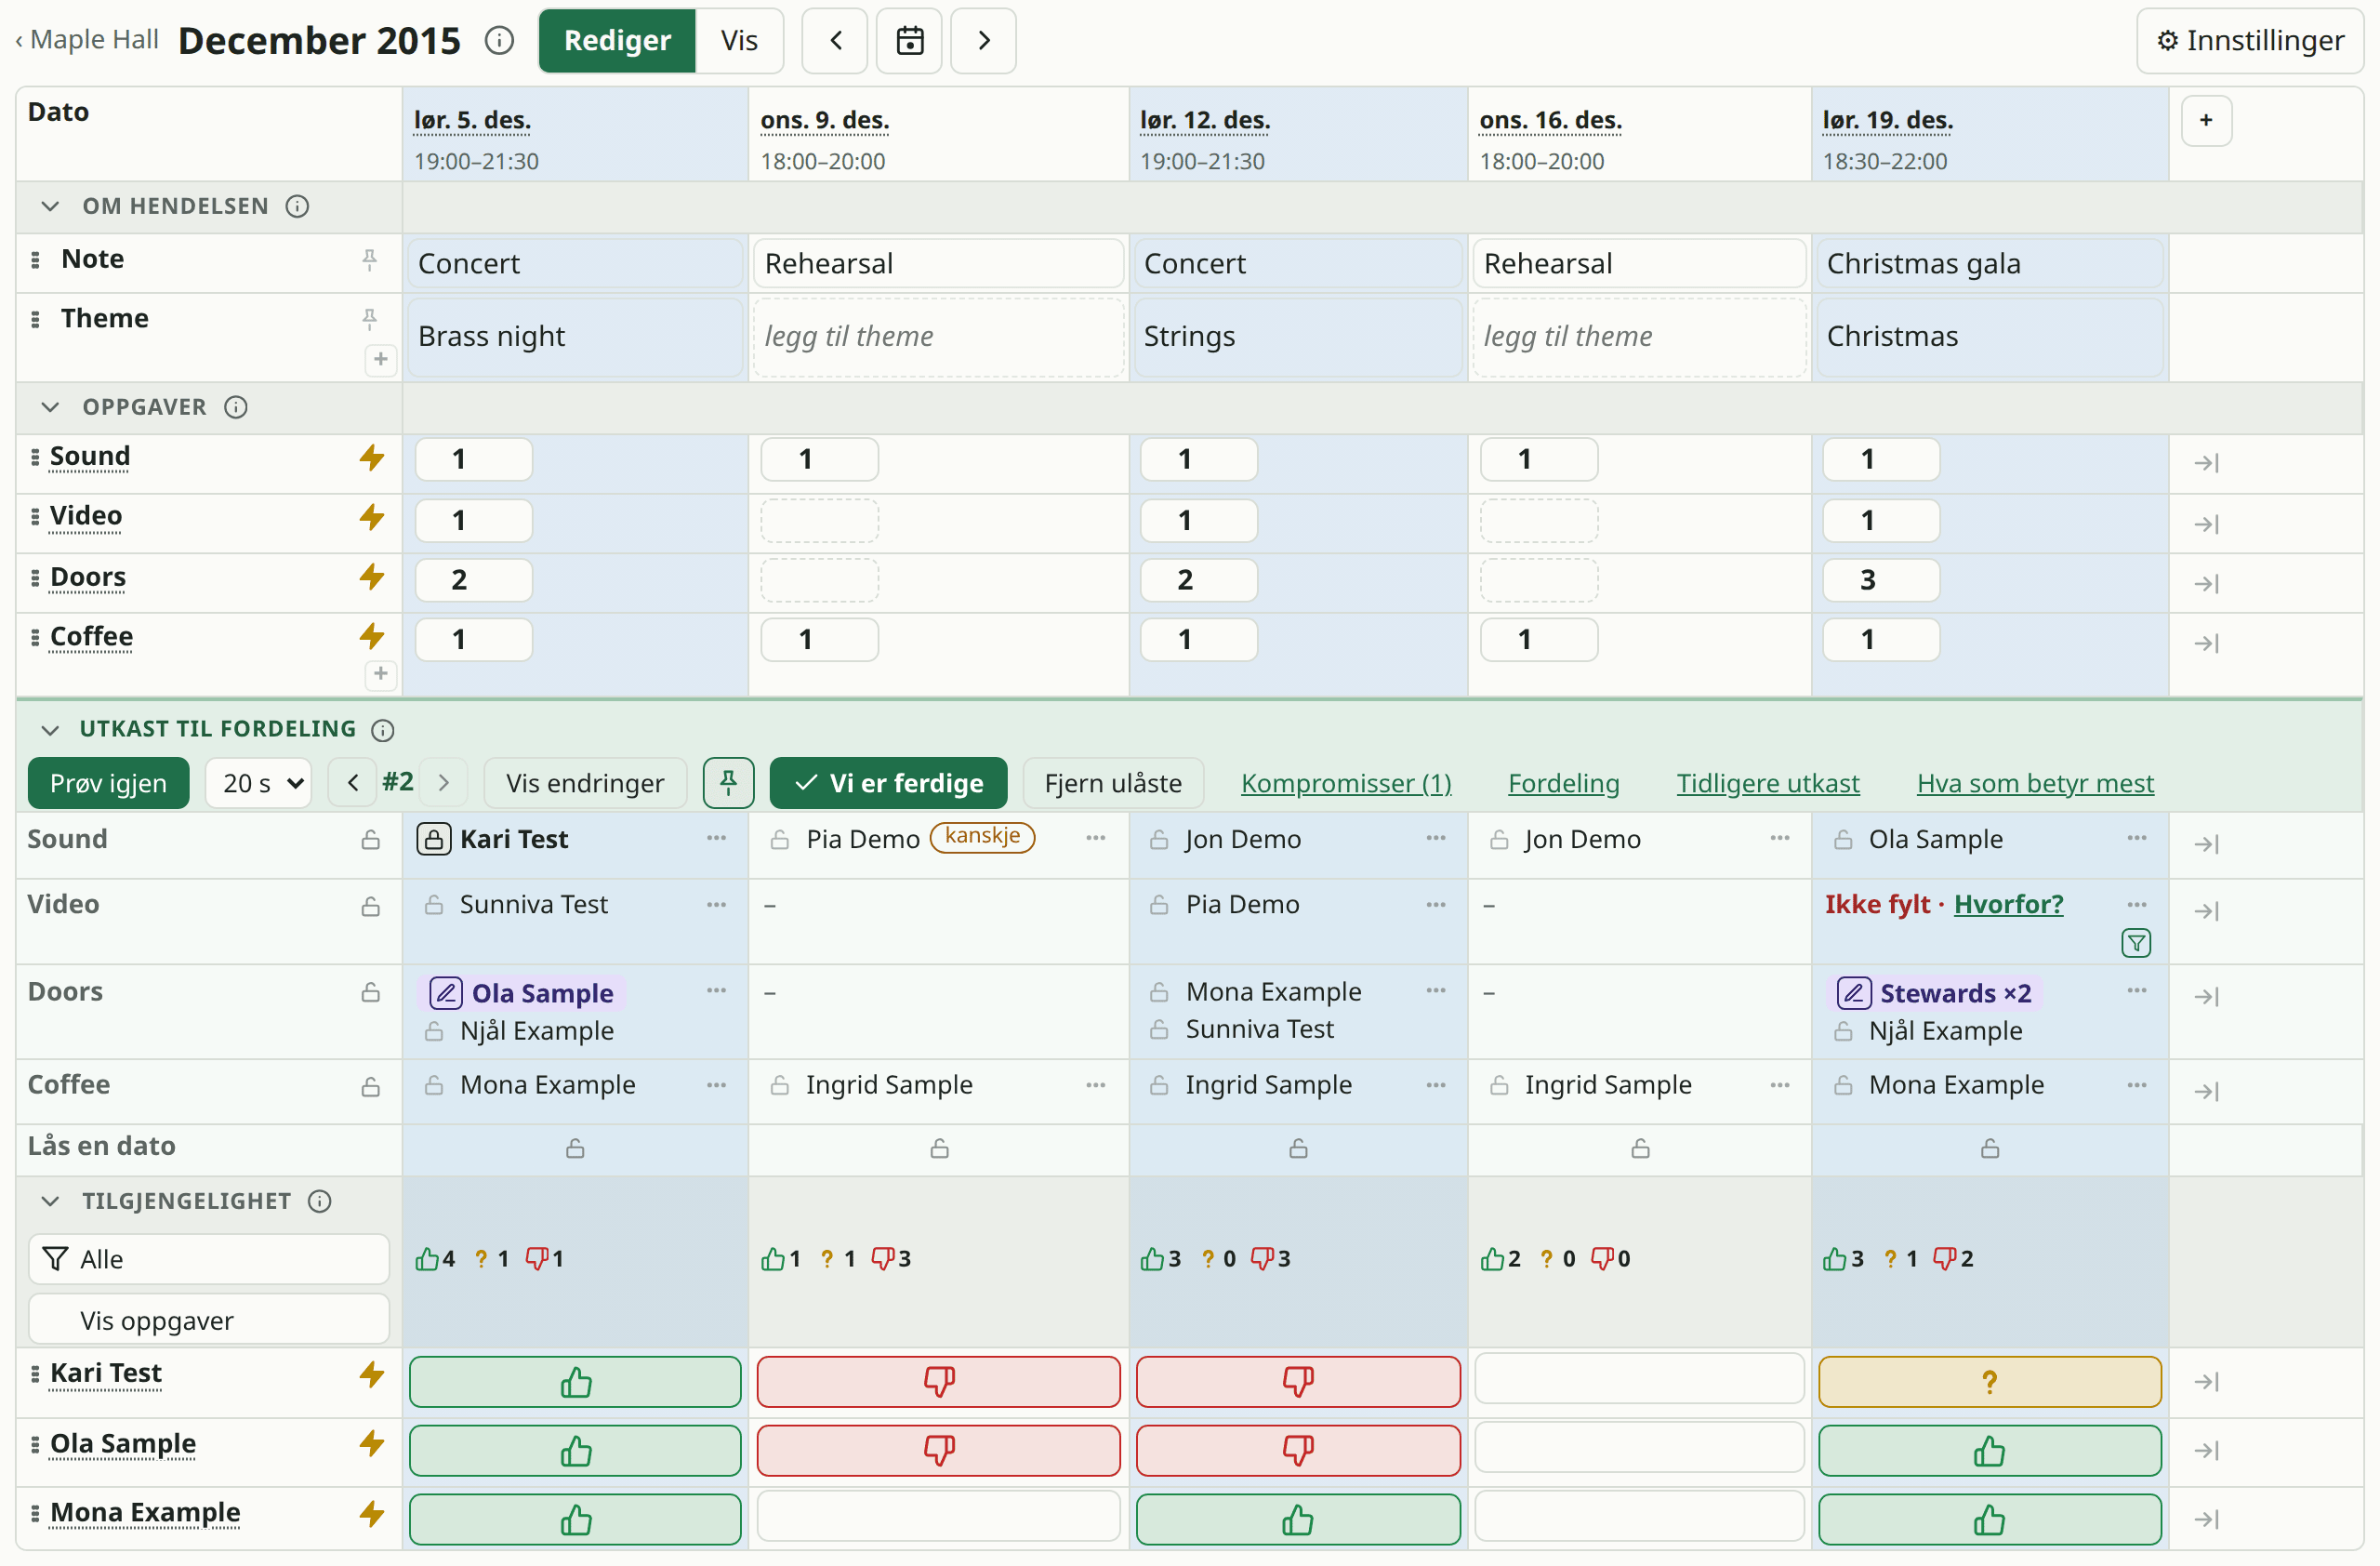 ‹ Maple Hall December 2015 Rediger Vis ⚙ Innstillinger
Dato lør. 5. des. ons. 9. des. lør. 12. des. ons. 16. des. lør. 19. des. +
19:00–21:30 18:00–20:00 19:00–21:30 18:00–20:00 18:30–22:00
OM HENDELSEN
Note Concert Rehearsal Concert Rehearsal Christmas gala
Theme Brass night legg til theme Strings legg til theme Christmas
+
OPPGAVER
Sound 1 1 1 1 1
Video 1 1 1
Doors 2 2 3
Coffee 1 1 1 1 1
+
UTKAST TIL FORDELING
Prøv igjen 20 s #2 Vis endringer Vi er ferdige Fjern ulåste Kompromisser (1) Fordeling Tidligere utkast Hva som betyr mest
Sound Kari Test Pia Demo kanskje Jon Demo Jon Demo Ola Sample
Video Sunniva Test – Pia Demo – Ikke fylt · Hvorfor?
Doors Ola Sample – Mona Example – Stewards ×2
Njål Example Sunniva Test Njål Example
Coffee Mona Example Ingrid Sample Ingrid Sample Ingrid Sample Mona Example
Lås en dato
TILGJENGELIGHET
Alle 4 ? 1 1 1 ? 1 3 3 ? 0 3 2 ? 0 0 3 ? 1 2
Vis oppgaver
Kari Test ?
Ola Sample
Mona Example